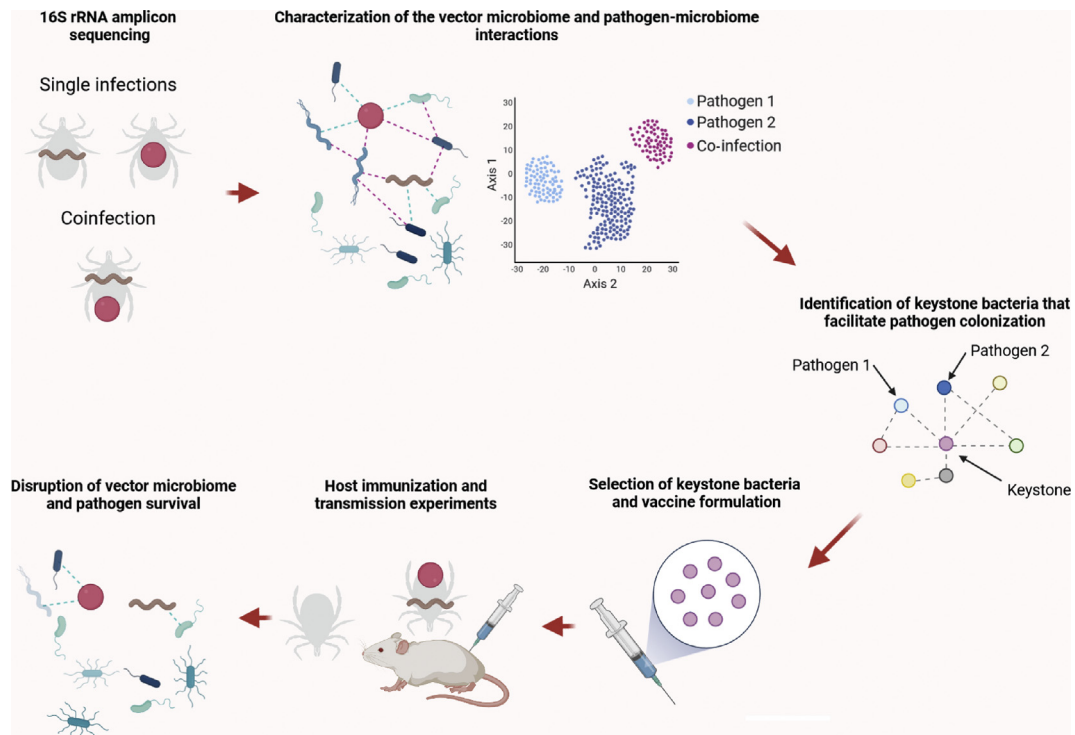 16S rRNA amplicon
sequencing
Single infections
Coinfection
Characterization of the vector microbiome and pathogen-microbiome
interactions
30
20
10
0
-10
-20
-30
Axis 1
-30
-20
-10
0
10
20
30
Axis 2
Pathogen 1
Pathogen 2
Co-infection
Identification of keystone bacteria that
facilitate pathogen colonization
Pathogen 1
Pathogen 2
Keystone
Selection of keystone bacteria
and vaccine formulation
Host immunization and
transmission experiments
Disruption of vector microbiome
and pathogen survival